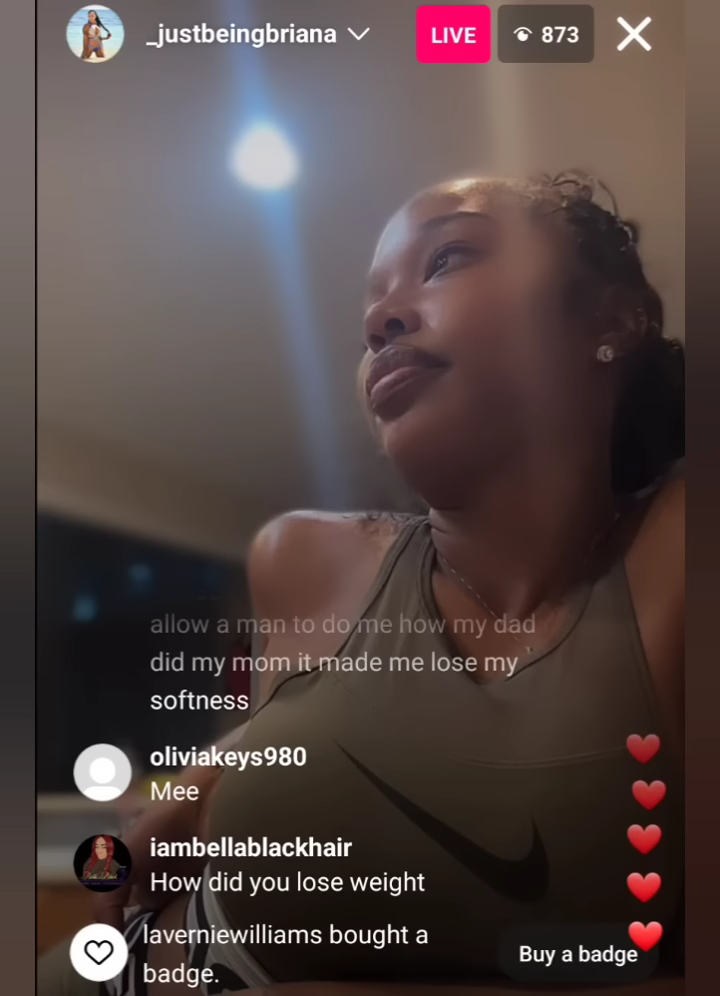 _justbeingbriana
LIVE
873
allow a man to do me how my dad
did my mom it made me lose my
softness
oliviakeys980
Mee
iambellablackhair
How did you lose weight
laverniewilliams bought a
badge.
Buy a badge